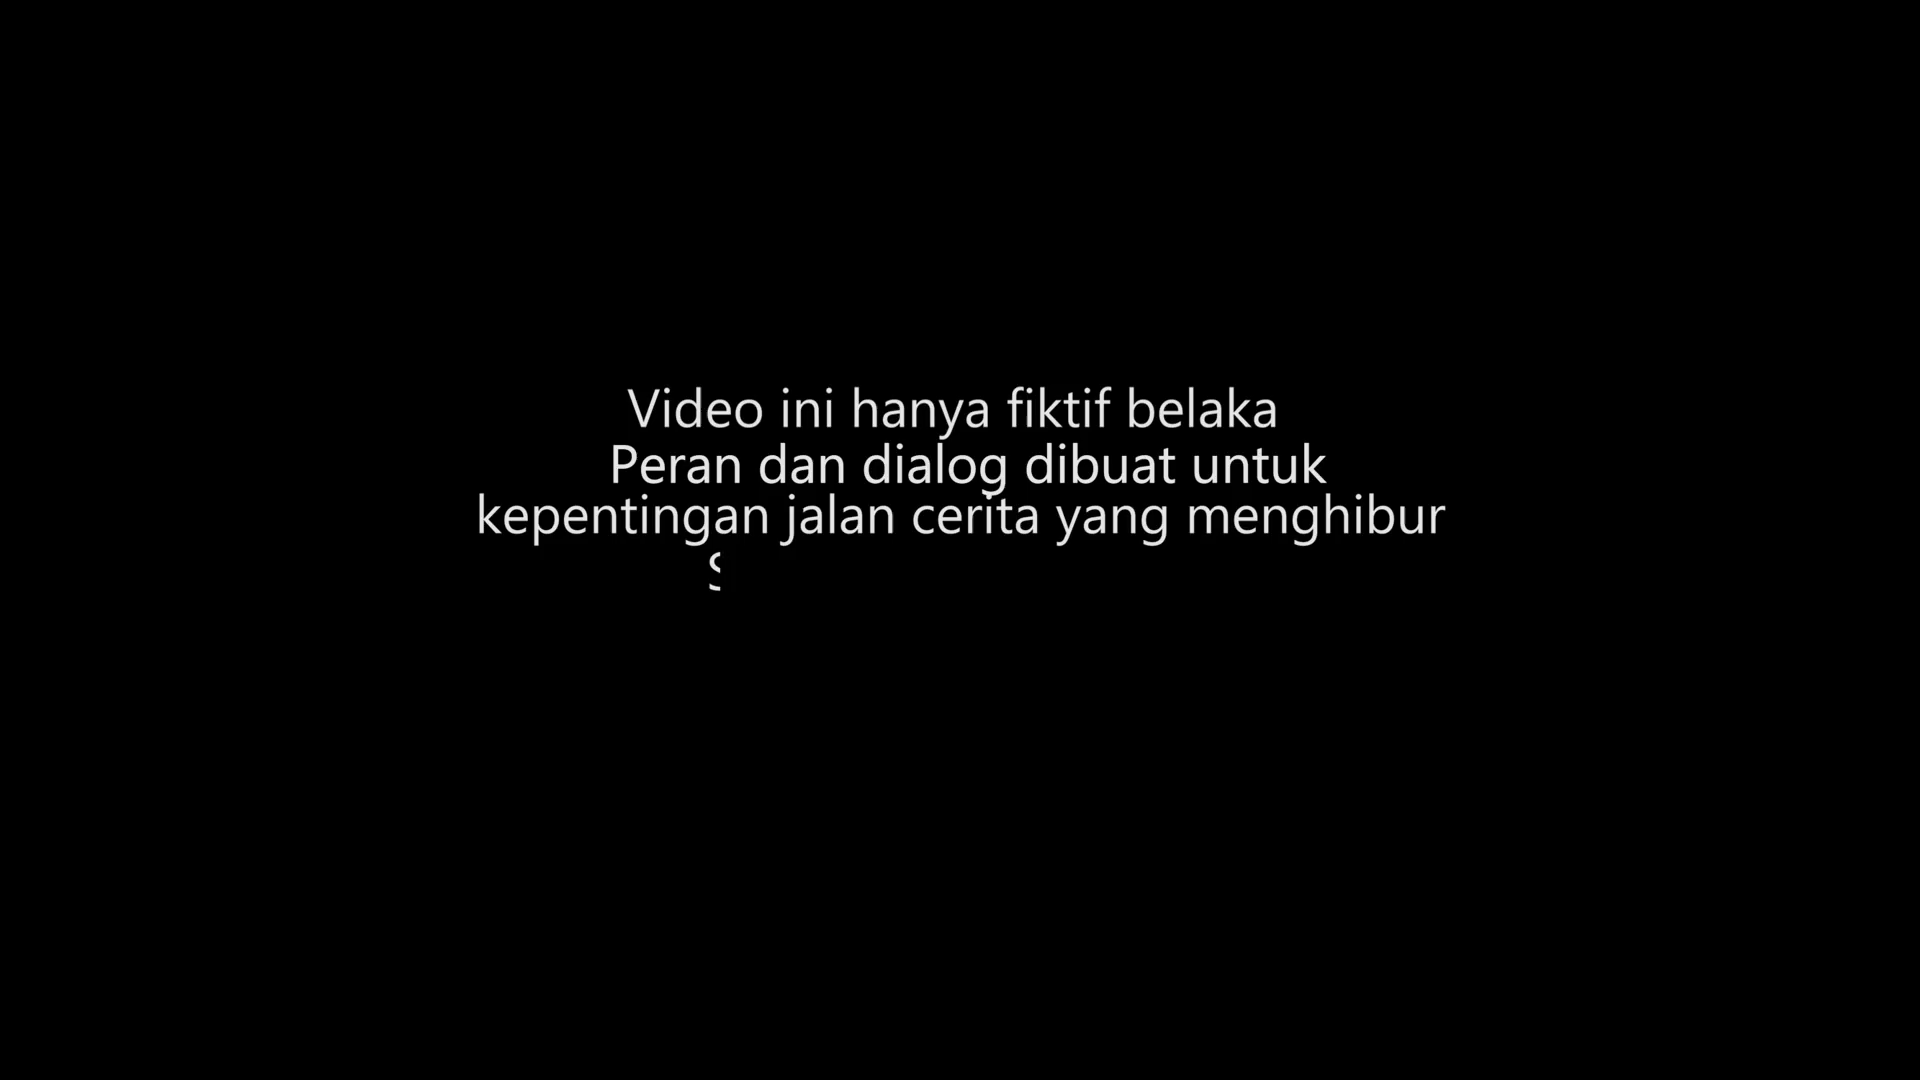 Video ini hanya fiktif belaka
Peran dan dialog dibuat untuk
kepentingan jalan cerita yang menghibur